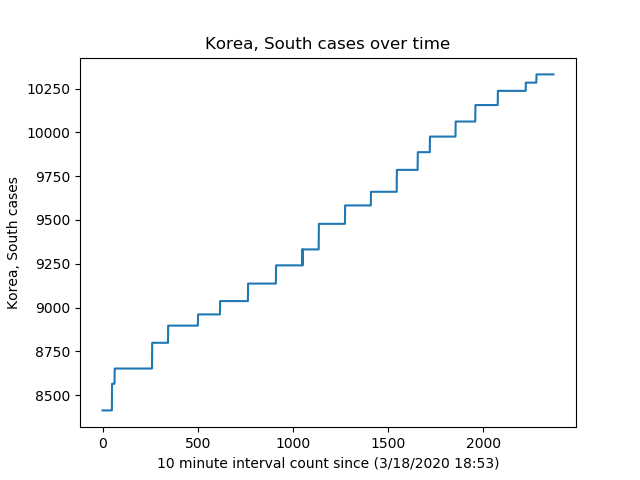 Korea, South cases over time
10250
10000
9750
9500
9250
9000
8750
8500
Korea, South cases
0 500 1000 1500 2000
10 minute interval count since (3/18/2020 18:53)